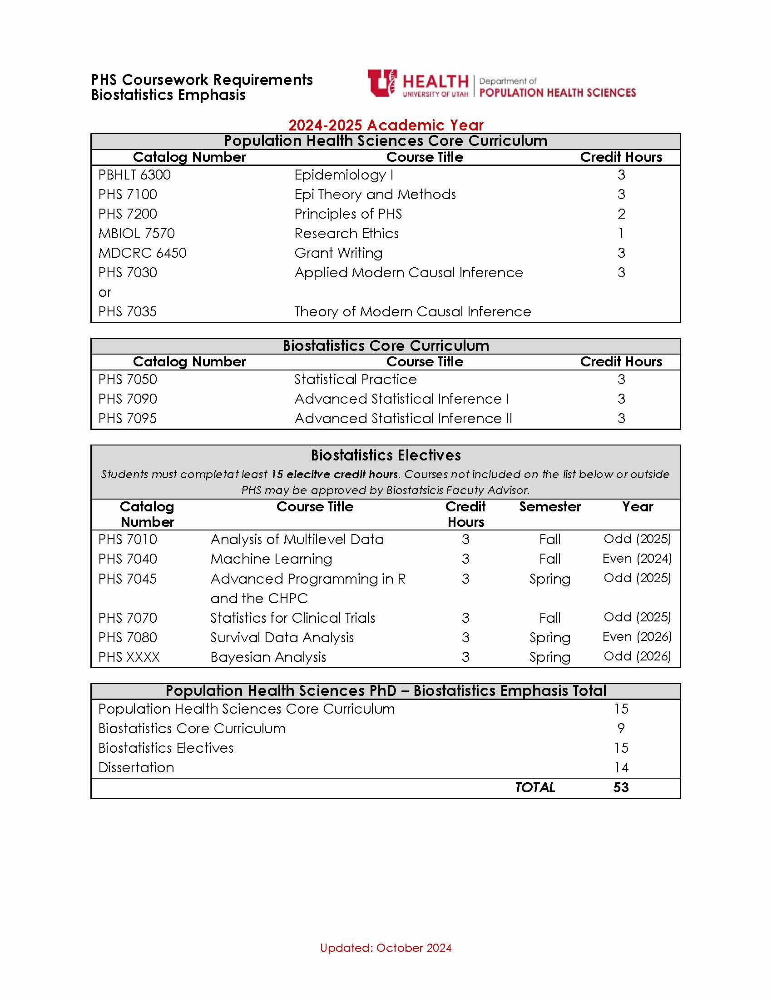 PHS Coursework Requirements
Biostatistics Emphasis
U HEALTH
UNIVERSITY OF UTAH
Department of
POPULATION HEALTH SCIENCES
2024-2025 Academic Year
Population Health Sciences Core Curriculum
Catalog Number Course Title Credit Hours
PBHLT 6300 Epidemiology I 3
PHS 7100 Epi Theory and Methods 3
PHS 7200 Principles of PHS 2
MBIOL 7570 Research Ethics 1
MDCRC 6450 Grant Writing 3
PHS 7030 Applied Modern Causal Inference 3
or
PHS 7035 Theory of Modern Causal Inference
Biostatistics Core Curriculum
Catalog Number Course Title Credit Hours
PHS 7050 Statistical Practice 3
PHS 7090 Advanced Statistical Inference I 3
PHS 7095 Advanced Statistical Inference II 3
Biostatistics Electives
Students must completat least 15 elecitve credit hours. Courses not included on the list below or outside
PHS may be approved by Biostatsicis Facuty Advisor.
Catalog Course Title Credit Semester Year
Number Hours
PHS 7010 Analysis of Multilevel Data 3 Fall Odd (2025)
PHS 7040 Machine Learning 3 Fall Even (2024)
PHS 7045 Advanced Programming in R 3 Spring Odd (2025)
and the CHPC
PHS 7070 Statistics for Clinical Trials 3 Fall Odd (2025)
PHS 7080 Survival Data Analysis 3 Spring Even (2026)
PHS XXXX Bayesian Analysis 3 Spring Odd (2026)
Population Health Sciences PhD – Biostatistics Emphasis Total
Population Health Sciences Core Curriculum 15
Biostatistics Core Curriculum 9
Biostatistics Electives 15
Dissertation 14
TOTAL 53
Updated: October 2024